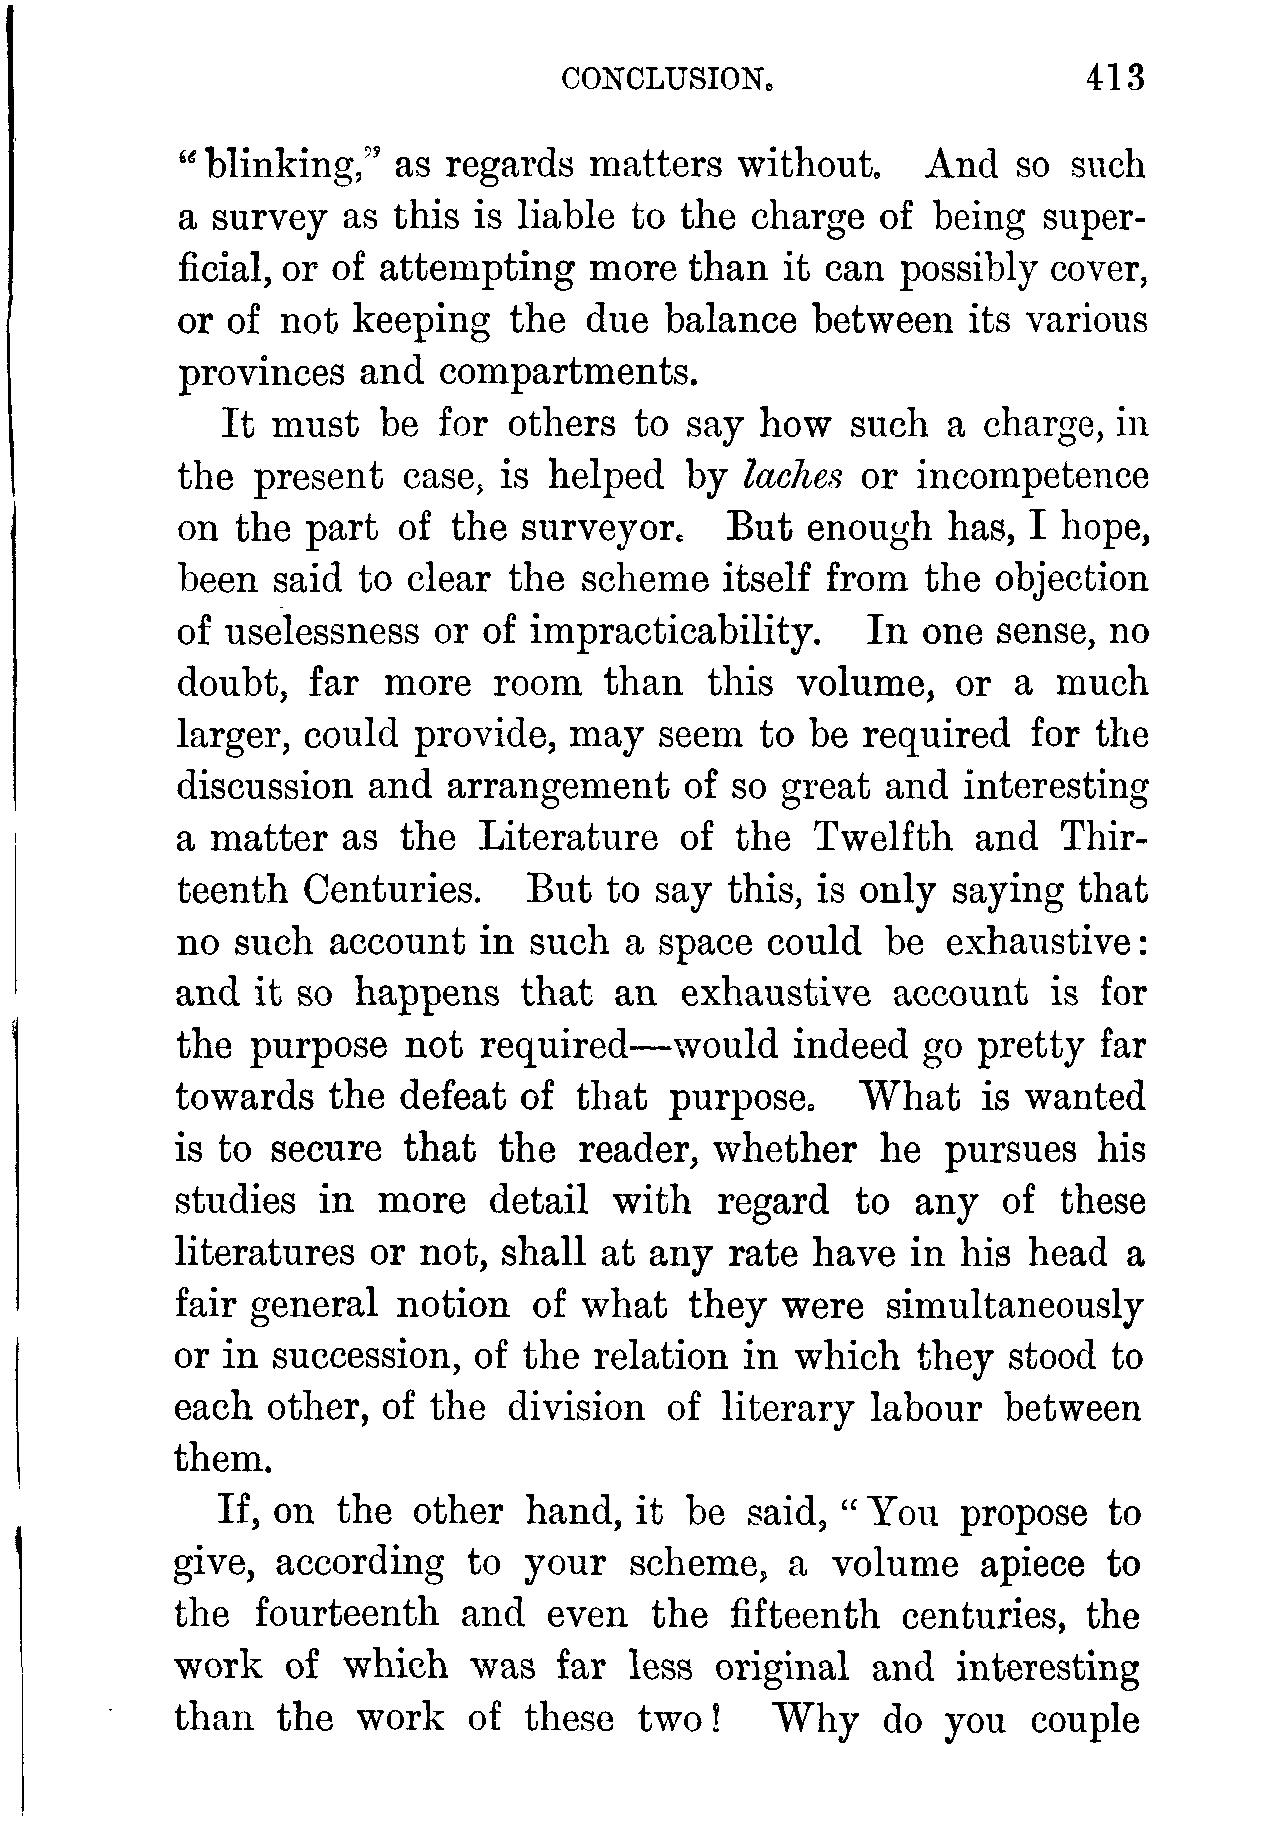 CONCLUSION. 413
“blinking,” as regards matters without. And so such
a survey as this is liable to the charge of being super-
ficial, or of attempting more than it can possibly cover,
or of not keeping the due balance between its various
provinces and compartments.
It must be for others to say how such a charge, in
the present case, is helped by laches or incompetence
on the part of the surveyor. But enough has, I hope,
been said to clear the scheme itself from the objection
of uselessness or of impracticability. In one sense, no
doubt, far more room than this volume, or a much
larger, could provide, may seem to be required for the
discussion and arrangement of so great and interesting
a matter as the Literature of the Twelfth and Thir-
teenth Centuries. But to say this, is only saying that
no such account in such a space could be exhaustive:
and it so happens that an exhaustive account is for
the purpose not required—would indeed go pretty far
towards the defeat of that purpose. What is wanted
is to secure that the reader, whether he pursues his
studies in more detail with regard to any of these
literatures or not, shall at any rate have in his head a
fair general notion of what they were simultaneously
or in succession, of the relation in which they stood to
each other, of the division of literary labour between
them.
If, on the other hand, it be said, “You propose to
give, according to your scheme, a volume apiece to
the fourteenth and even the fifteenth centuries, the
work of which was far less original and interesting
than the work of these two! Why do you couple